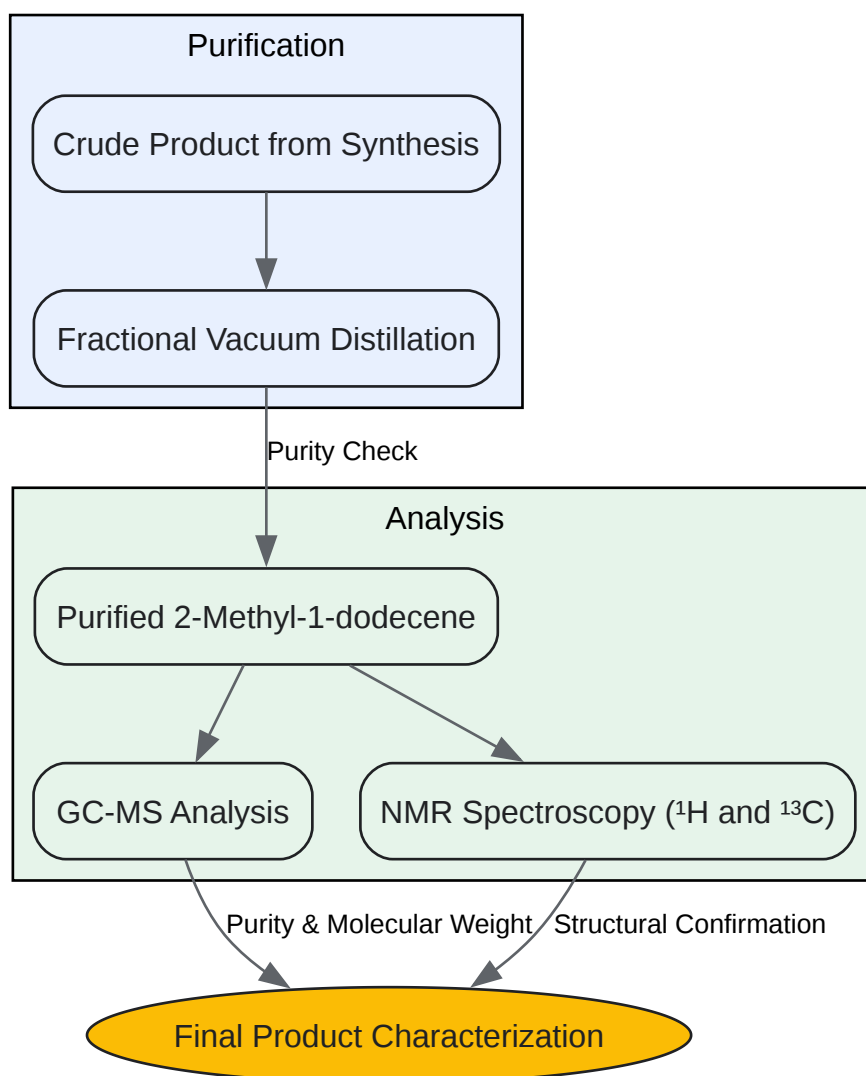 Purification
Crude Product from Synthesis
Fractional Vacuum Distillation
Purity Check
Analysis
Purified 2-Methyl-1-dodecene
GC-MS Analysis
NMR Spectroscopy (¹H and ¹³C)
Purity & Molecular Weight
Structural Confirmation
Final Product Characterization